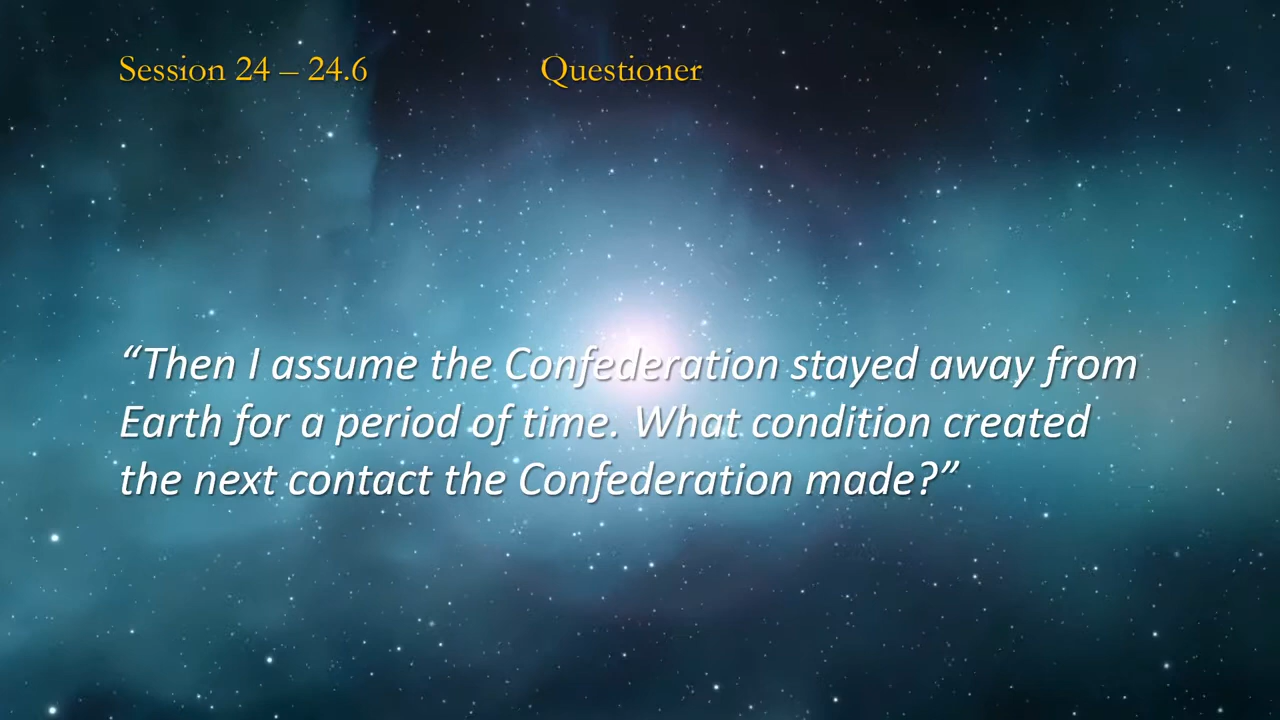 Session 24 – 24.6
Questioner
“Then I assume the Confederation stayed away from
Earth for a period of time. What condition created
the next contact the Confederation made?”